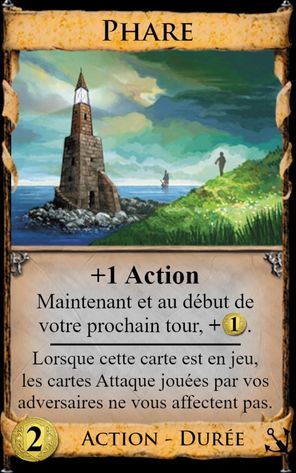 PHARE
+1 Action
Maintenant et au début de
votre prochain tour, +1.
Lorsque cette carte est en jeu,
les cartes Attaque jouées par vos
adversaires ne vous affectent pas.
2 ACTION - DURÉE